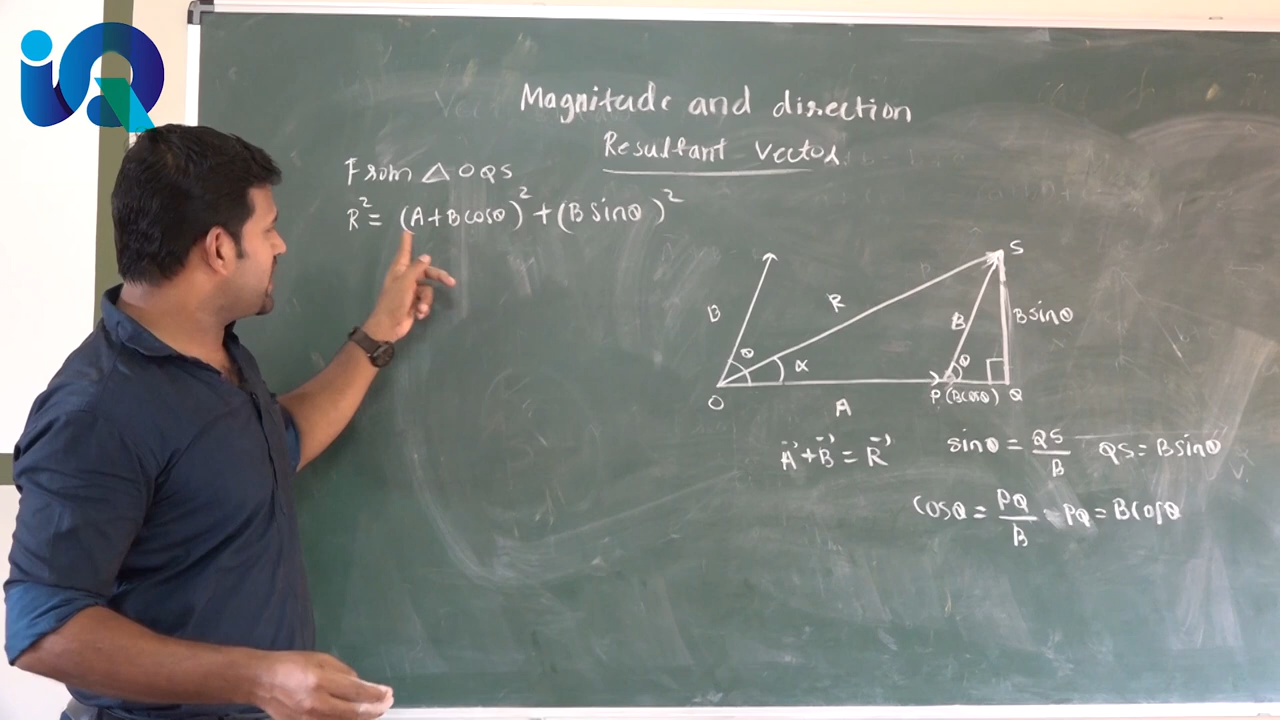 iQ
Magnitude and direction
Resultant vector
From △ OQS
R² = (A+Bcosθ)² + (Bsinθ)²
S
B
R
B
Bsinθ
θ
α
θ
O
A
P(Bcosθ) Q
A⃗ + B⃗ = R⃗
sinθ = QS/B QS = Bsinθ
cosθ = PQ/B PQ = Bcosθ